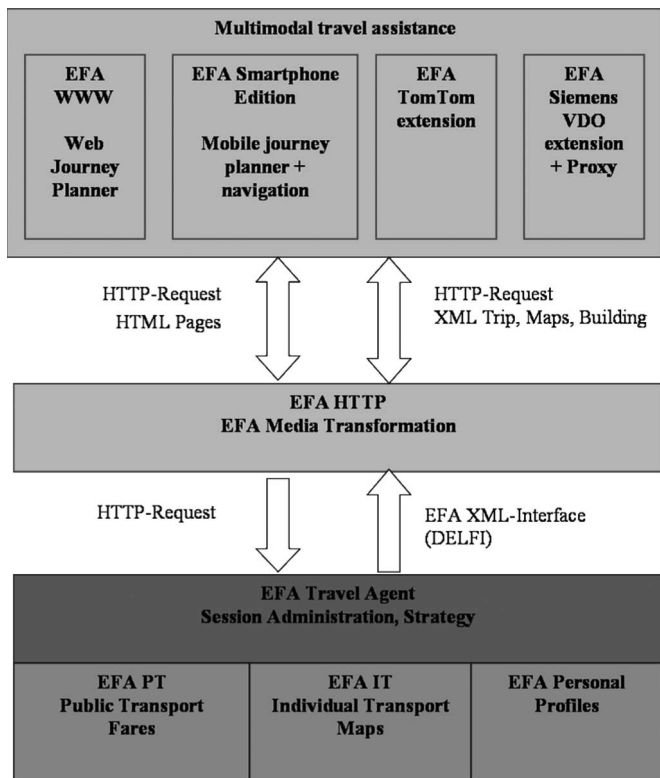 Multimodal travel assistance
EFA
WWW
Web
Journey
Planner
EFA Smartphone
Edition
Mobile journey
planner +
navigation
EFA
TomTom
extension
EFA
Siemens
VDO
extension
+ Proxy
HTTP-Request
HTML Pages
HTTP-Request
XML Trip, Maps, Building
EFA HTTP
EFA Media Transformation
HTTP-Request
EFA XML-Interface
(DELFI)
EFA Travel Agent
Session Administration, Strategy
EFA PT
Public Transport
Fares
EFA IT
Individual Transport
Maps
EFA Personal
Profiles